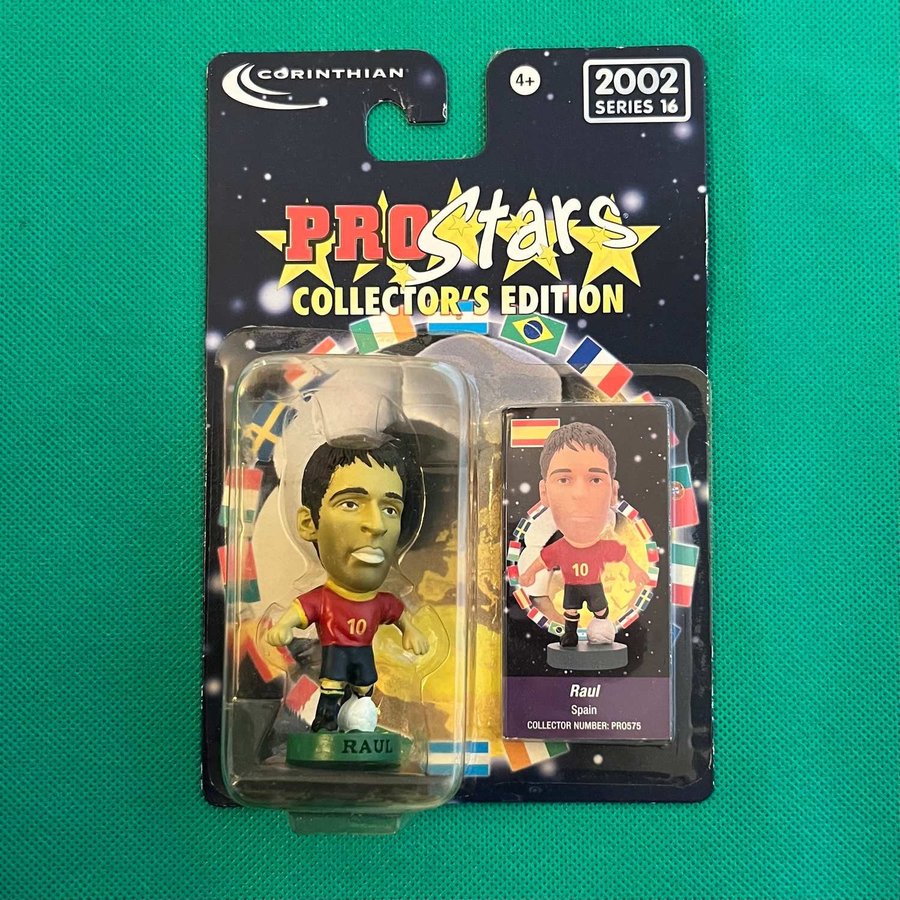 CORINTHIAN
4+
2002
SERIES 16
PROStars
COLLECTOR'S EDITION
10
10
RAUL
Raul
Spain
COLLECTOR NUMBER: PRO575